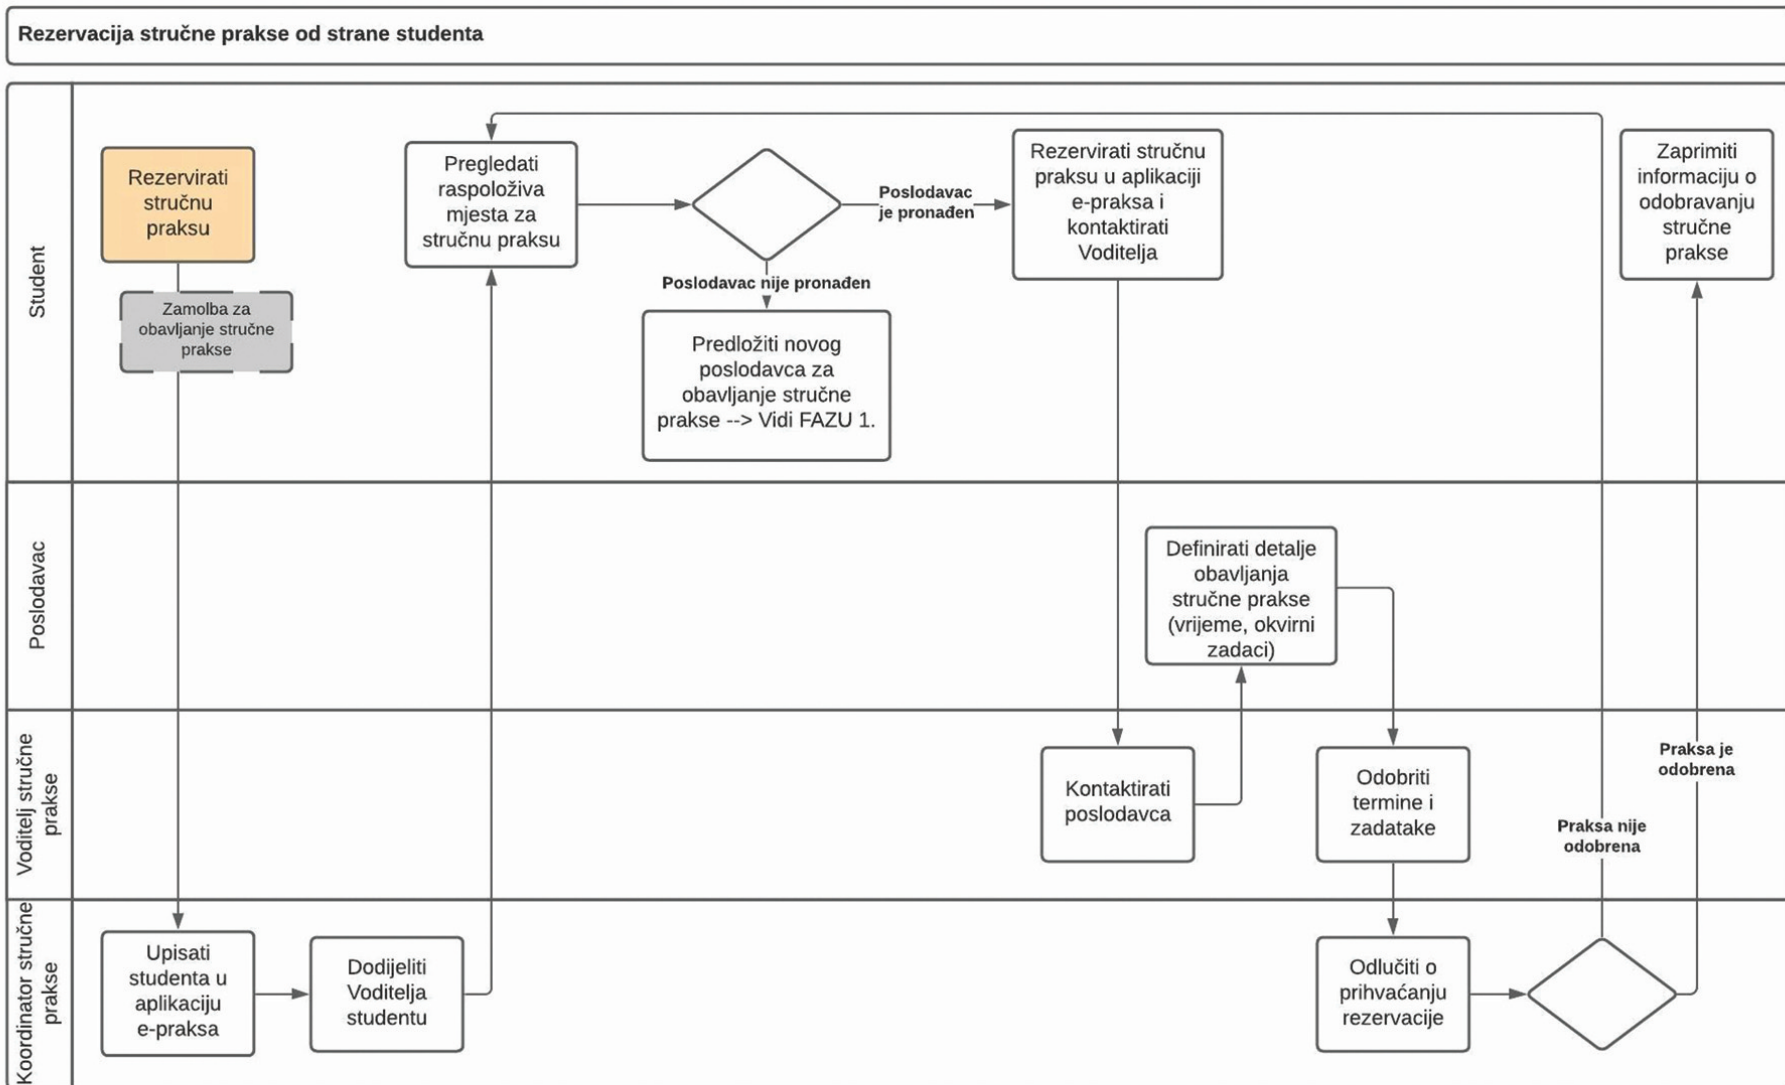 Rezervacija stručne prakse od strane studenta
Student
Rezervirati
stručnu
praksu
Zamolba za
obavljanje stručne
prakse
Pregledati
raspoloživa
mjesta za
stručnu praksu
Poslodavac
je pronađen
Poslodavac nije pronađen
Predložiti novog
poslodavca za
obavljanje stručne
prakse --> Vidi FAZU 1.
Rezervirati stručnu
praksu u aplikaciji
e-praksa i
kontaktirati
Voditelja
Zaprimiti
informaciju o
odobravanju
stručne
prakse
Poslodavac
Definirati detalje
obavljanja
stručne prakse
(vrijeme, okvirni
zadaci)
Voditelj stručne
prakse
Kontaktirati
poslodavca
Odobriti
termine i
zadatake
Praksa nije
odobrena
Praksa je
odobrena
Koordinator stručne
prakse
Upisati
studenta u
aplikaciju
e-praksa
Dodijeliti
Voditelja
studentu
Odlučiti o
prihvaćanju
rezervacije